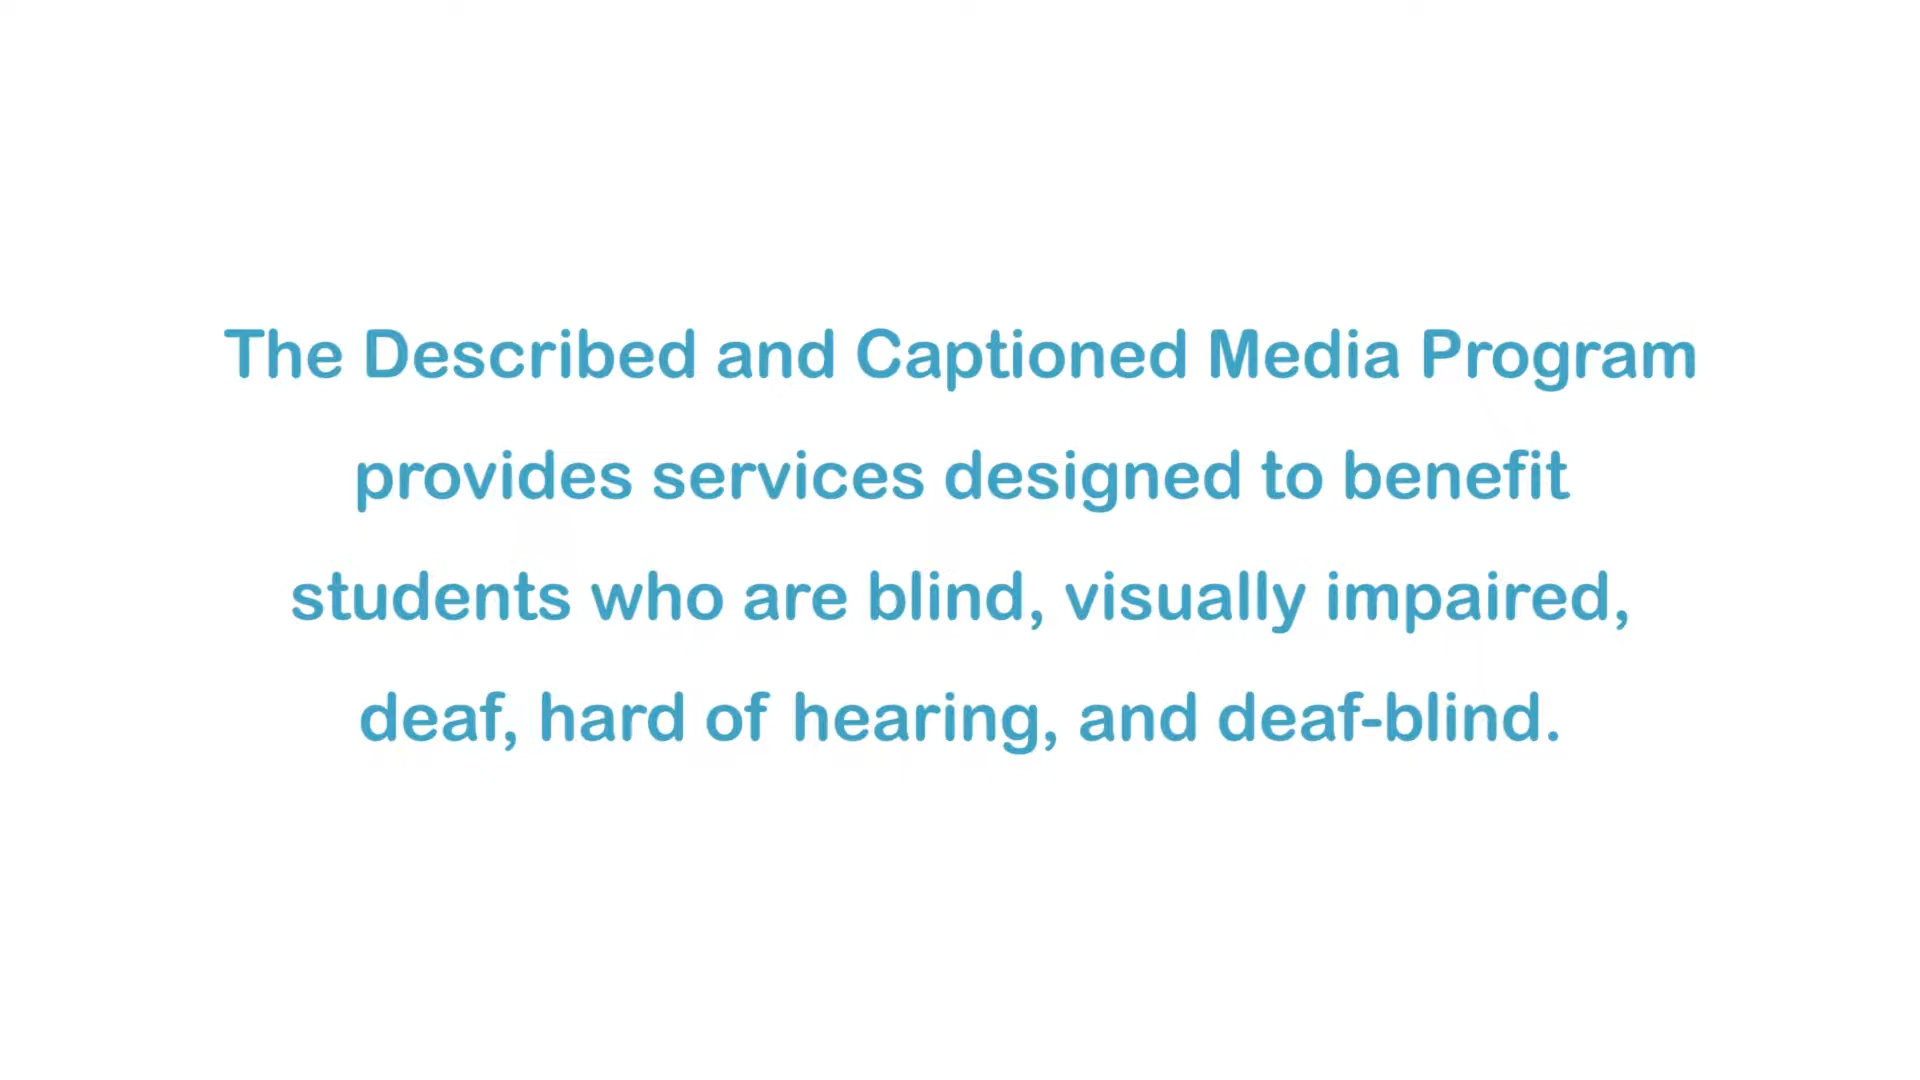 The Described and Captioned Media Program
provides services designed to benefit
students who are blind, visually impaired,
deaf, hard of hearing, and deaf-blind.